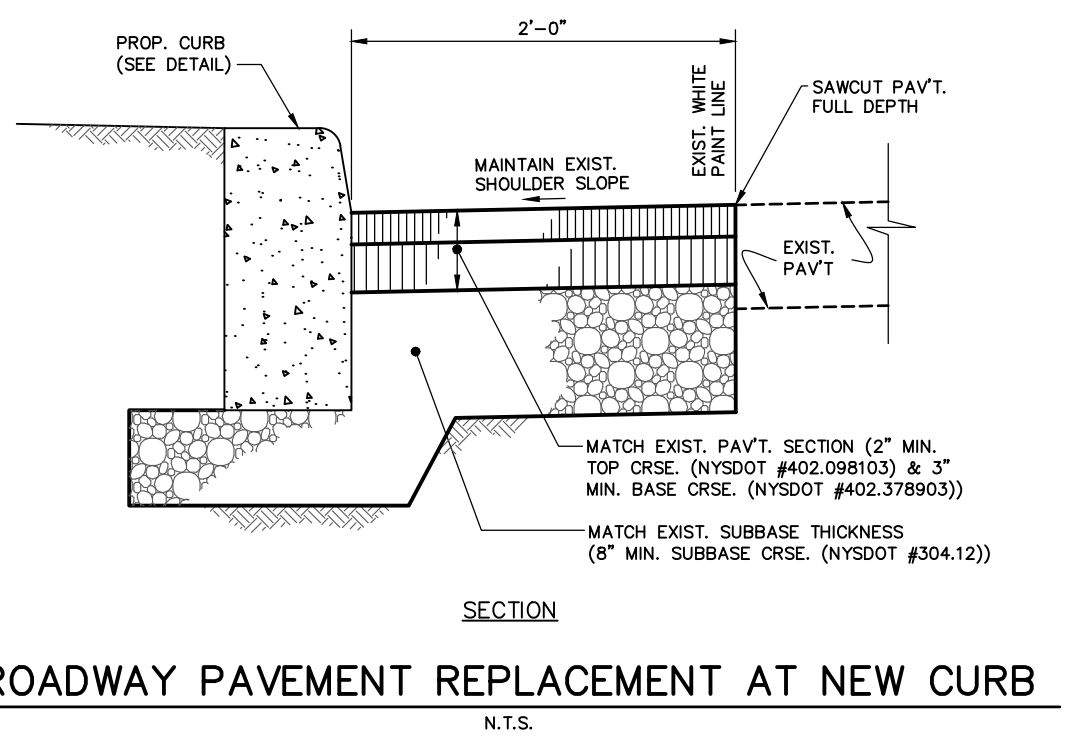 2'-0"
PROP. CURB
(SEE DETAIL)
EXIST. WHITE
PAINT LINE
SAWCUT PAV'T.
FULL DEPTH
MAINTAIN EXIST.
SHOULDER SLOPE
EXIST.
PAV'T
MATCH EXIST. PAV'T. SECTION (2" MIN.
TOP CRSE. (NYSDOT #402.098103) & 3"
MIN. BASE CRSE. (NYSDOT #402.378903))
MATCH EXIST. SUBBASE THICKNESS
(8" MIN. SUBBASE CRSE. (NYSDOT #304.12))
SECTION
ROADWAY PAVEMENT REPLACEMENT AT NEW CURB
N.T.S.